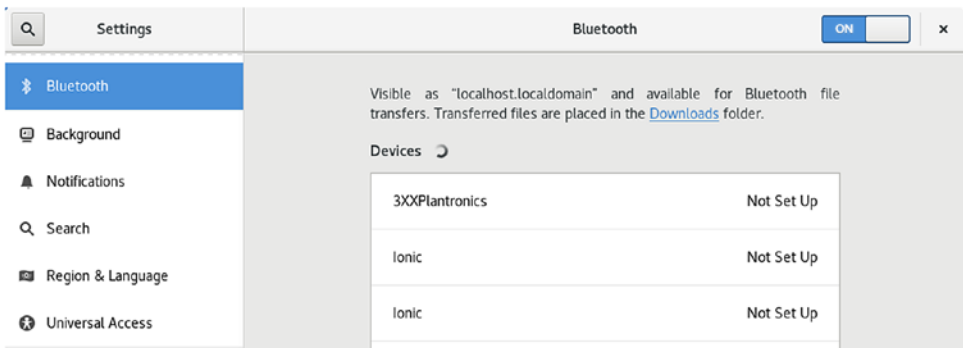 Settings
Bluetooth
ON
×
Bluetooth
Background
Notifications
Search
Region & Language
Universal Access
Visible as "localhost.localdomain" and available for Bluetooth file
transfers. Transferred files are placed in the Downloads folder.
Devices
3XXPlantronics Not Set Up
Ionic Not Set Up
Ionic Not Set Up